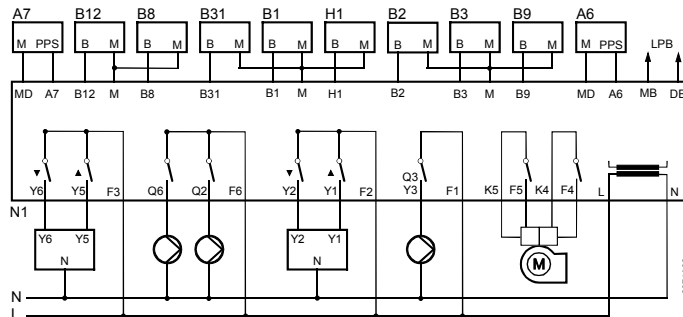 A7 B12 B8 B31 B1 H1 B2 B3 B9 A6
M PPS B M B M B M B M B M B M B M B M M PPS LPB
MD A7 B12 M B8 B31 B1 M H1 B2 B3 M B9 MD A6 MB DB
Y6 Y5 F3 Q6 Q2 F6 Y2 Y1 F2 Q3 Y3 F1 K5 F5 K4 F4 L N
N1
Y6 Y5 Y2 Y1
N N M
N
L